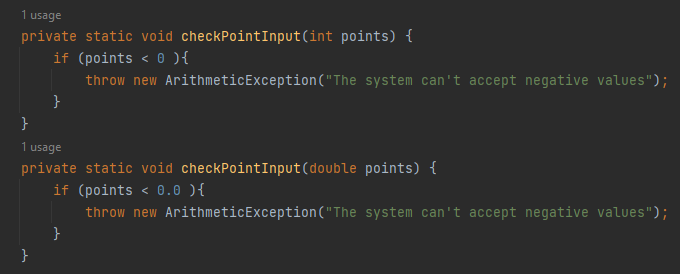 1 usage
private static void checkPointInput(int points) {
if (points < 0 ){
throw new ArithmeticException("The system can't accept negative values");
}
}
1 usage
private static void checkPointInput(double points) {
if (points < 0.0 ){
throw new ArithmeticException("The system can't accept negative values");
}
}